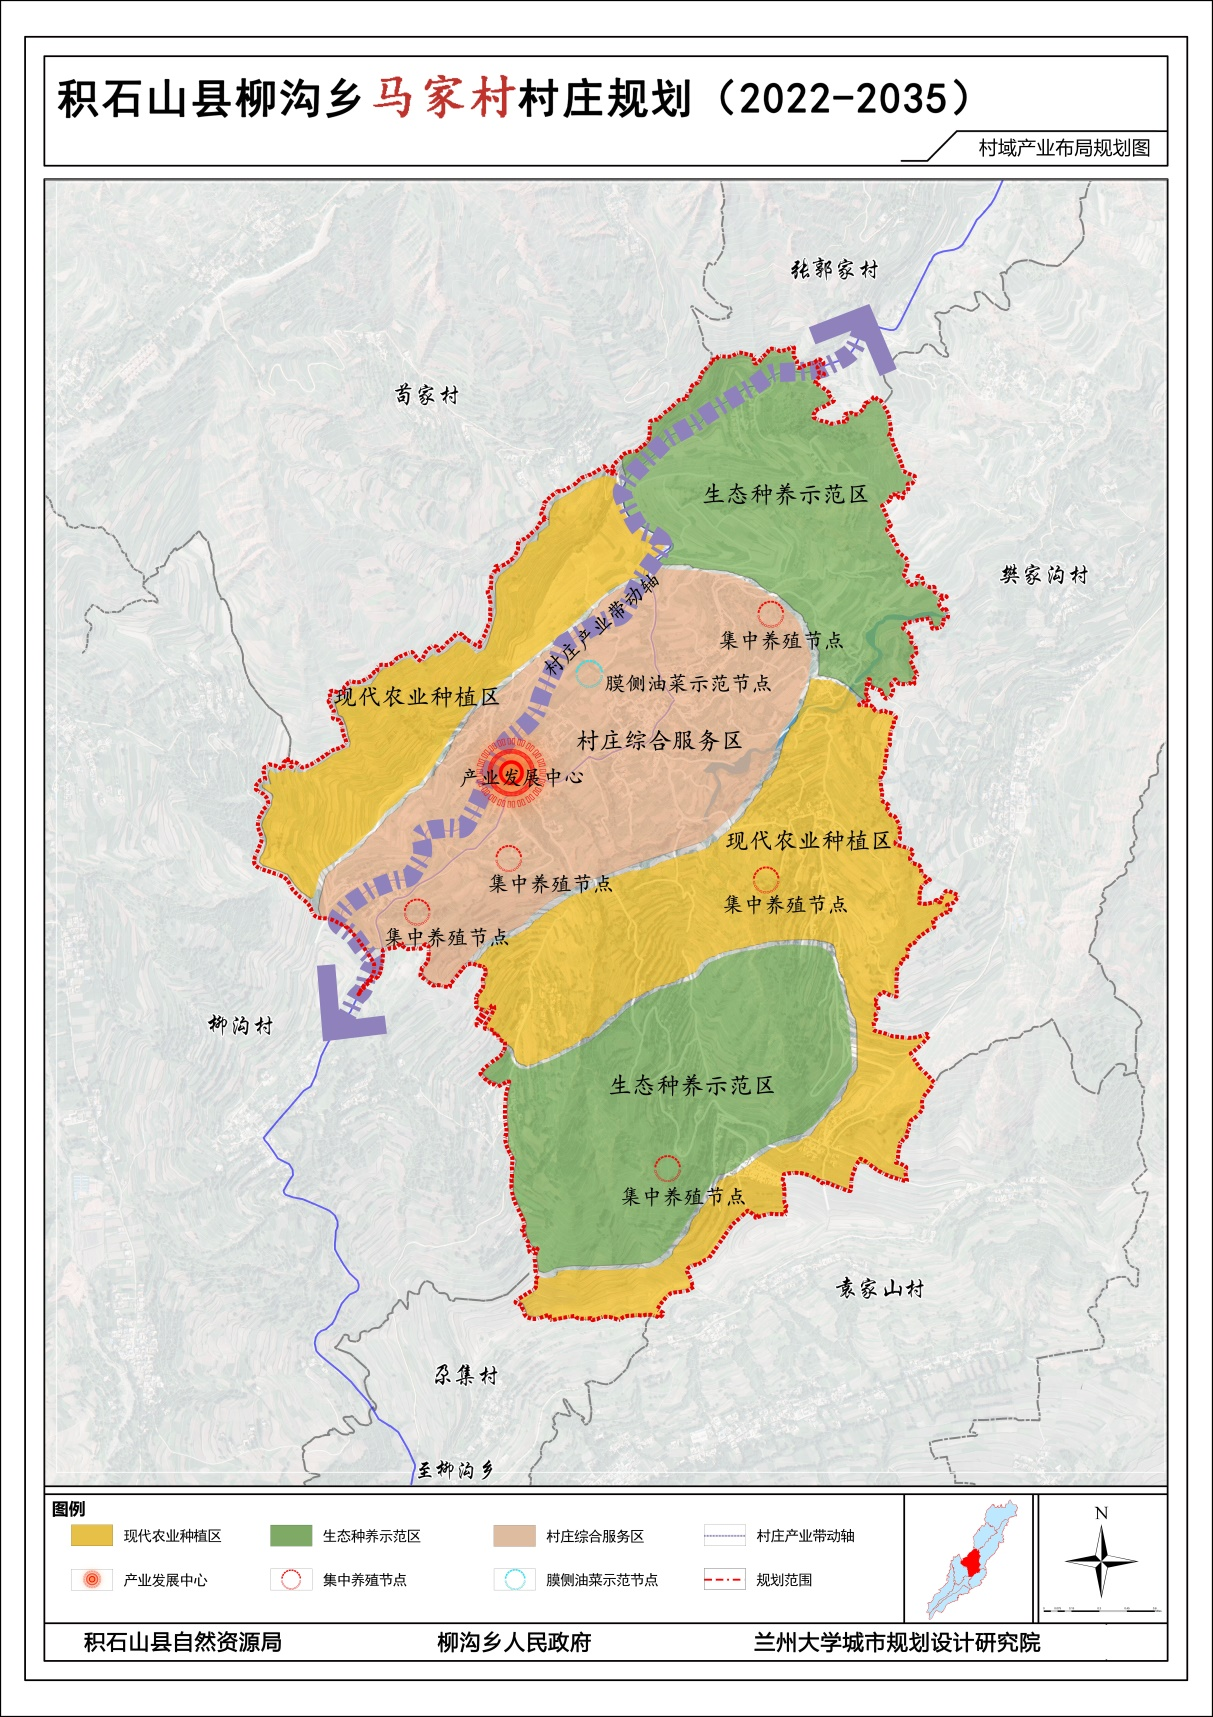 积石山县柳沟乡马家村村庄规划（2022-2035）
村域产业布局规划图
张郭家村
苟家村
生态种养示范区
樊家沟村
村庄产业带动轴
集中养殖节点
膜侧油菜示范节点
现代农业种植区
村庄综合服务区
产业发展中心
现代农业种植区
集中养殖节点
集中养殖节点
集中养殖节点
柳沟村
生态种养示范区
集中养殖节点
袁家山村
尕集村
至柳沟乡
图例
现代农业种植区
生态种养示范区
村庄综合服务区
村庄产业带动轴
产业发展中心
集中养殖节点
膜侧油菜示范节点
规划范围
N
积石山县自然资源局
柳沟乡人民政府
兰州大学城市规划设计研究院